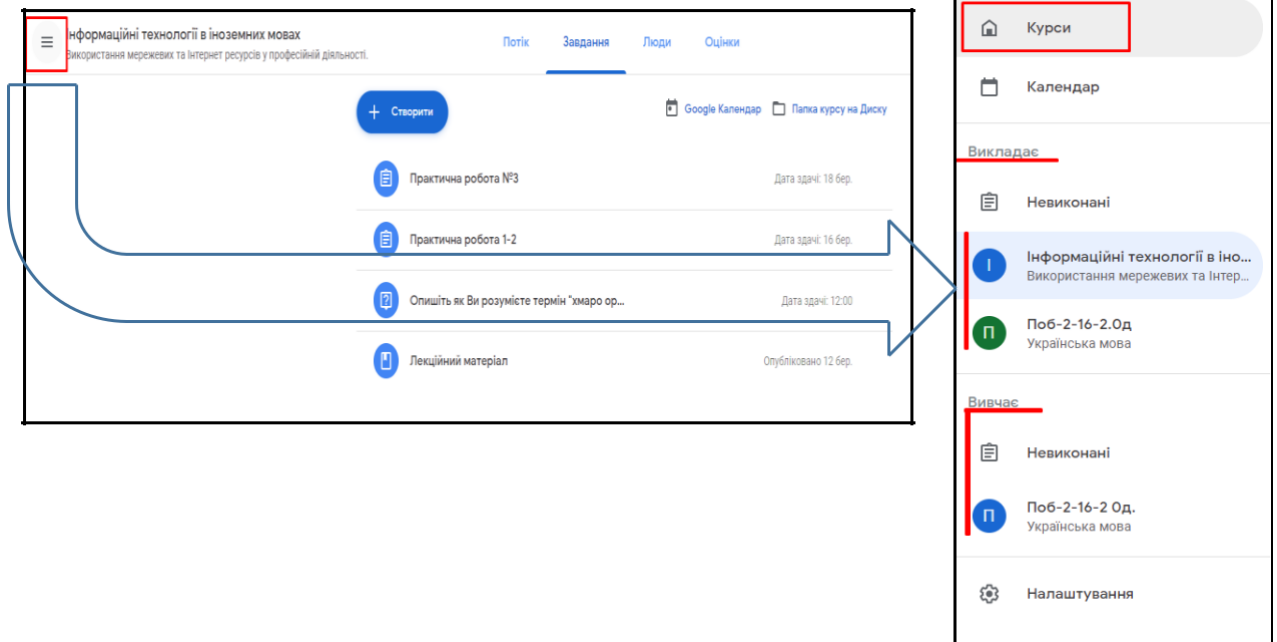 Інформаційні технології в іноземних мовах
Використання мережевих та Інтернет ресурсів у професійній діяльності.
Потік
Завдання
Люди
Оцінки
Створити
Google Календар
Папка курсу на Диску
Практична робота №3
Дата здачі: 18 бер.
Практична робота 1-2
Дата здачі: 16 бер.
Опишіть як Ви розумієте термін "хмаро ор...
Дата здачі: 12:00
Лекційний матеріал
Опубліковано 12 бер.
Курси
Календар
Викладає
Невиконані
І
Інформаційні технології в іно...
Використання мережевих та Інтер...
П
Поб-2-16-2.Од
Українська мова
Вивчає
Невиконані
П
Поб-2-16-2 Од.
Українська мова
Налаштування